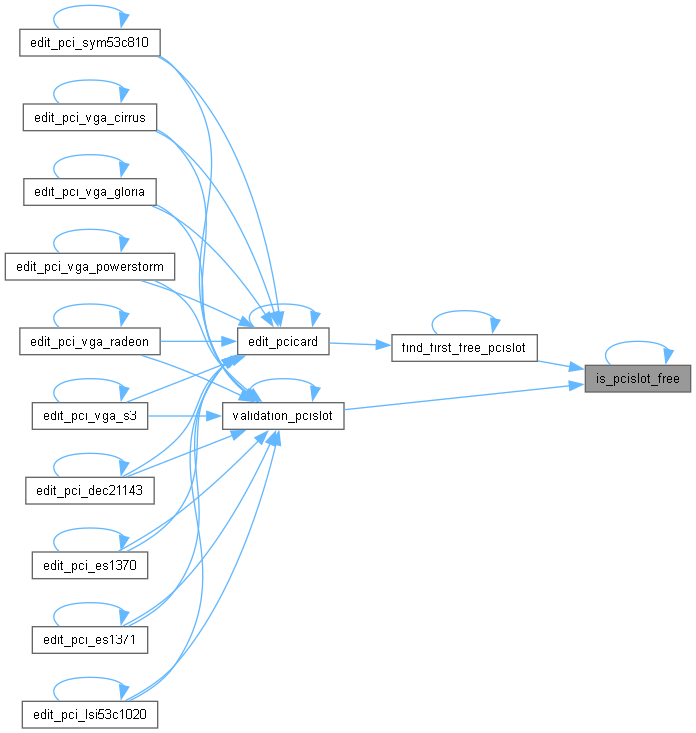 edit_pci_sym53c810
edit_pci_vga_cirrus
edit_pci_vga_gloria
edit_pci_vga_powerstorm
edit_pci_vga_radeon
edit_pcicard
find_first_free_pcislot
is_pcislot_free
edit_pci_vga_s3
validation_pcislot
edit_pci_dec21143
edit_pci_es1370
edit_pci_es1371
edit_pci_lsi53c1020